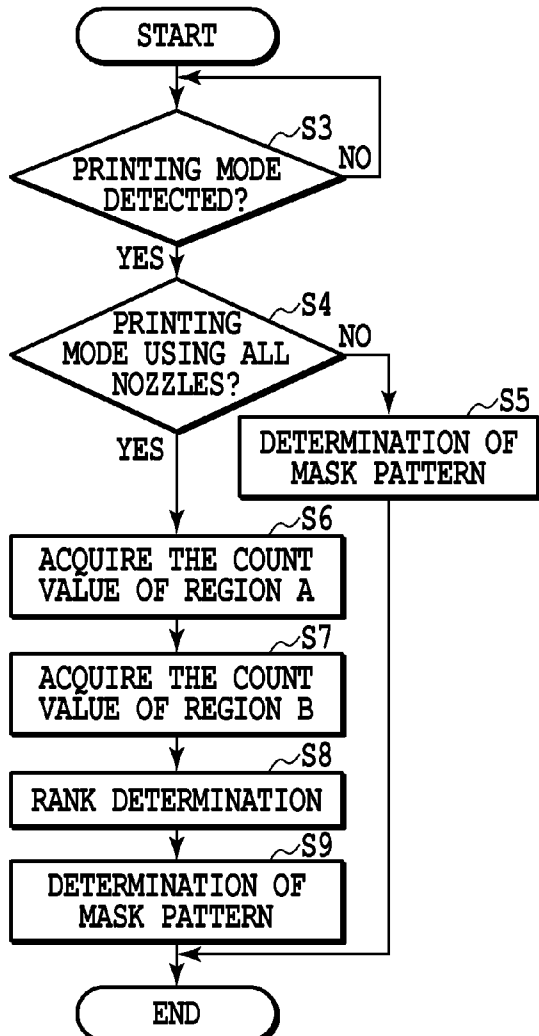 START
S3
NO
PRINTING MODE
DETECTED?
YES
S4
NO
PRINTING
MODE USING ALL
NOZZLES?
YES
S5
DETERMINATION OF
MASK PATTERN
S6
ACQUIRE THE COUNT
VALUE OF REGION A
S7
ACQUIRE THE COUNT
VALUE OF REGION B
S8
RANK DETERMINATION
S9
DETERMINATION OF
MASK PATTERN
END